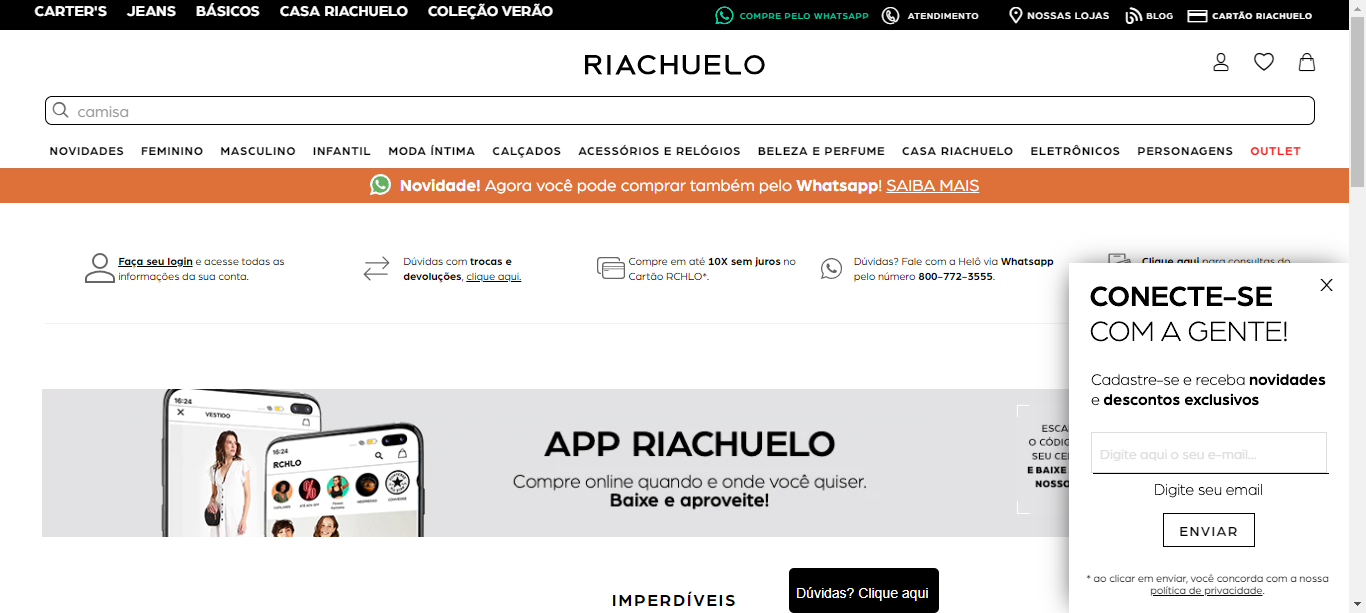 CARTER'S JEANS BÁSICOS CASA RIACHUELO COLEÇÃO VERÃO COMPRE PELO WHATSAPP ATENDIMENTO NOSSAS LOJAS BLOG CARTÃO RIACHUELO
RIACHUELO
camisa
NOVIDADES FEMININO MASCULINO INFANTIL MODA ÍNTIMA CALÇADOS ACESSÓRIOS E RELÓGIOS BELEZA E PERFUME CASA RIACHUELO ELETRÔNICOS PERSONAGENS OUTLET
Novidade! Agora você pode comprar também pelo Whatsapp! SAIBA MAIS
Faça seu login e acesse todas as
informações da sua conta.
Dúvidas com trocas e
devoluções, clique aqui.
Compre em até 10X sem juros no
Cartão RCHLO*.
Dúvidas? Fale com a Helô via Whatsapp
pelo número 800-772-3555.
Clique aqui para consultas do
16:24
VESTIDO
16:24
RCHLO
APP RIACHUELO
Compre online quando e onde você quiser.
Baixe e aproveite!
O CÓDIG
SEU CE
E BAIXE
NOSSO
CONECTE-SE
COM A GENTE!
Cadastre-se e receba novidades
e descontos exclusivos
Digite aqui o seu e-mail...
Digite seu email
ENVIAR
* ao clicar em enviar, você concorda com a nossa
política de privacidade.
IMPERDÍVEIS
Dúvidas? Clique aqui